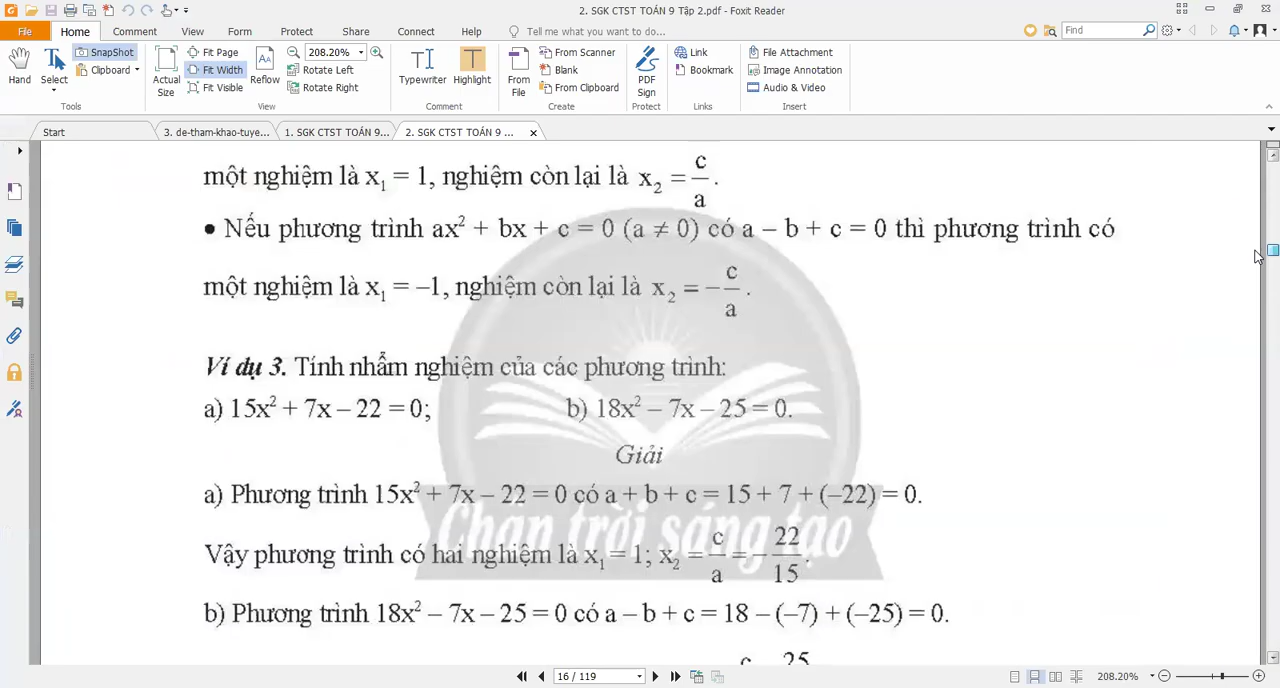 2. SGK CTST TOÁN 9 Tập 2.pdf - Foxit Reader
File Home Comment View Form Protect Share Connect Help Tell me what you want to do... Find
Hand Select SnapShot Clipboard Actual Size Fit Page Fit Width Fit Visible Reflow 208.20% Rotate Left Rotate Right Typewriter Highlight From File From Scanner Blank From Clipboard PDF Sign Link Bookmark File Attachment Image Annotation Audio & Video
Tools View Comment Create Protect Links Insert
Start 3. de-tham-khao-tuye... 1. SGK CTST TOÁN 9... 2. SGK CTST TOÁN 9 ...
một nghiệm là x₁ = 1, nghiệm còn lại là x₂ = c/a.
• Nếu phương trình ax² + bx + c = 0 (a ≠ 0) có a – b + c = 0 thì phương trình có
một nghiệm là x₁ = –1, nghiệm còn lại là x₂ = –c/a.
Ví dụ 3. Tính nhẩm nghiệm của các phương trình:
a) 15x² + 7x – 22 = 0; b) 18x² – 7x – 25 = 0.
Giải
a) Phương trình 15x² + 7x – 22 = 0 có a + b + c = 15 + 7 + (–22) = 0.
Chân trời sáng tạo
Vậy phương trình có hai nghiệm là x₁ = 1; x₂ = c/a = –22/15.
b) Phương trình 18x² – 7x – 25 = 0 có a – b + c = 18 – (–7) + (–25) = 0.
c 25
16 / 119 208.20%